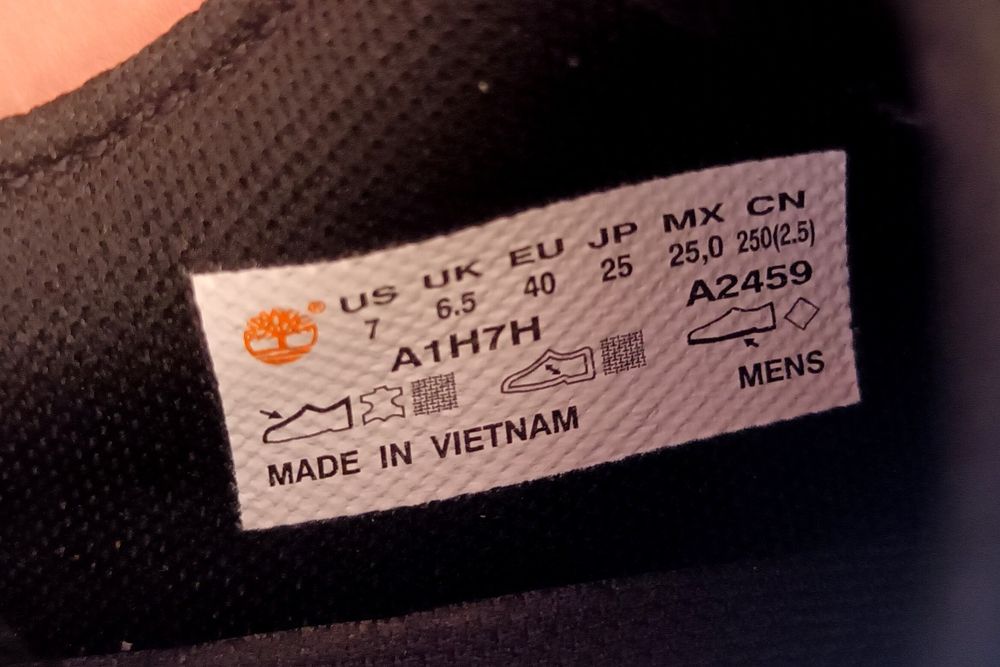 US UK EU JP MX CN
7 6.5 40 25 25,0 250(2.5)
A1H7H A2459
MENS
MADE IN VIETNAM